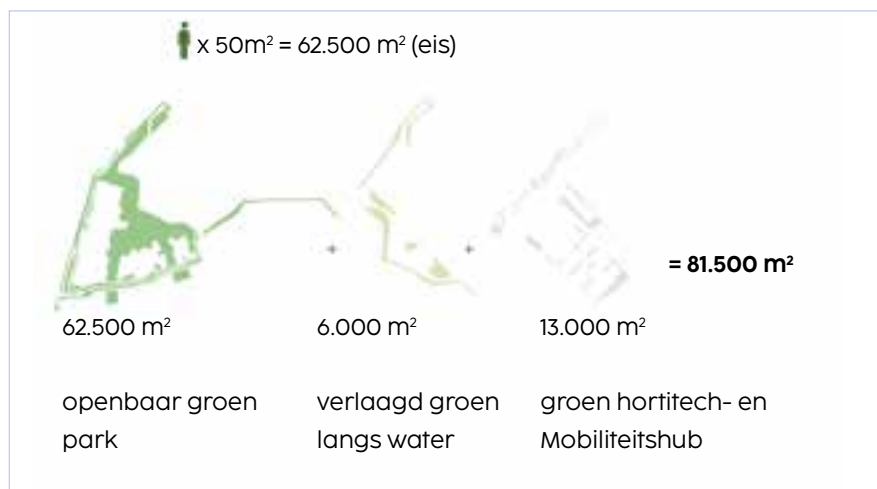 x 50m² = 62.500 m² (eis)
+ +
= 81.500 m²
62.500 m² 6.000 m² 13.000 m²
openbaar groen verlaagd groen groen hortitech- en
park langs water Mobiliteitshub